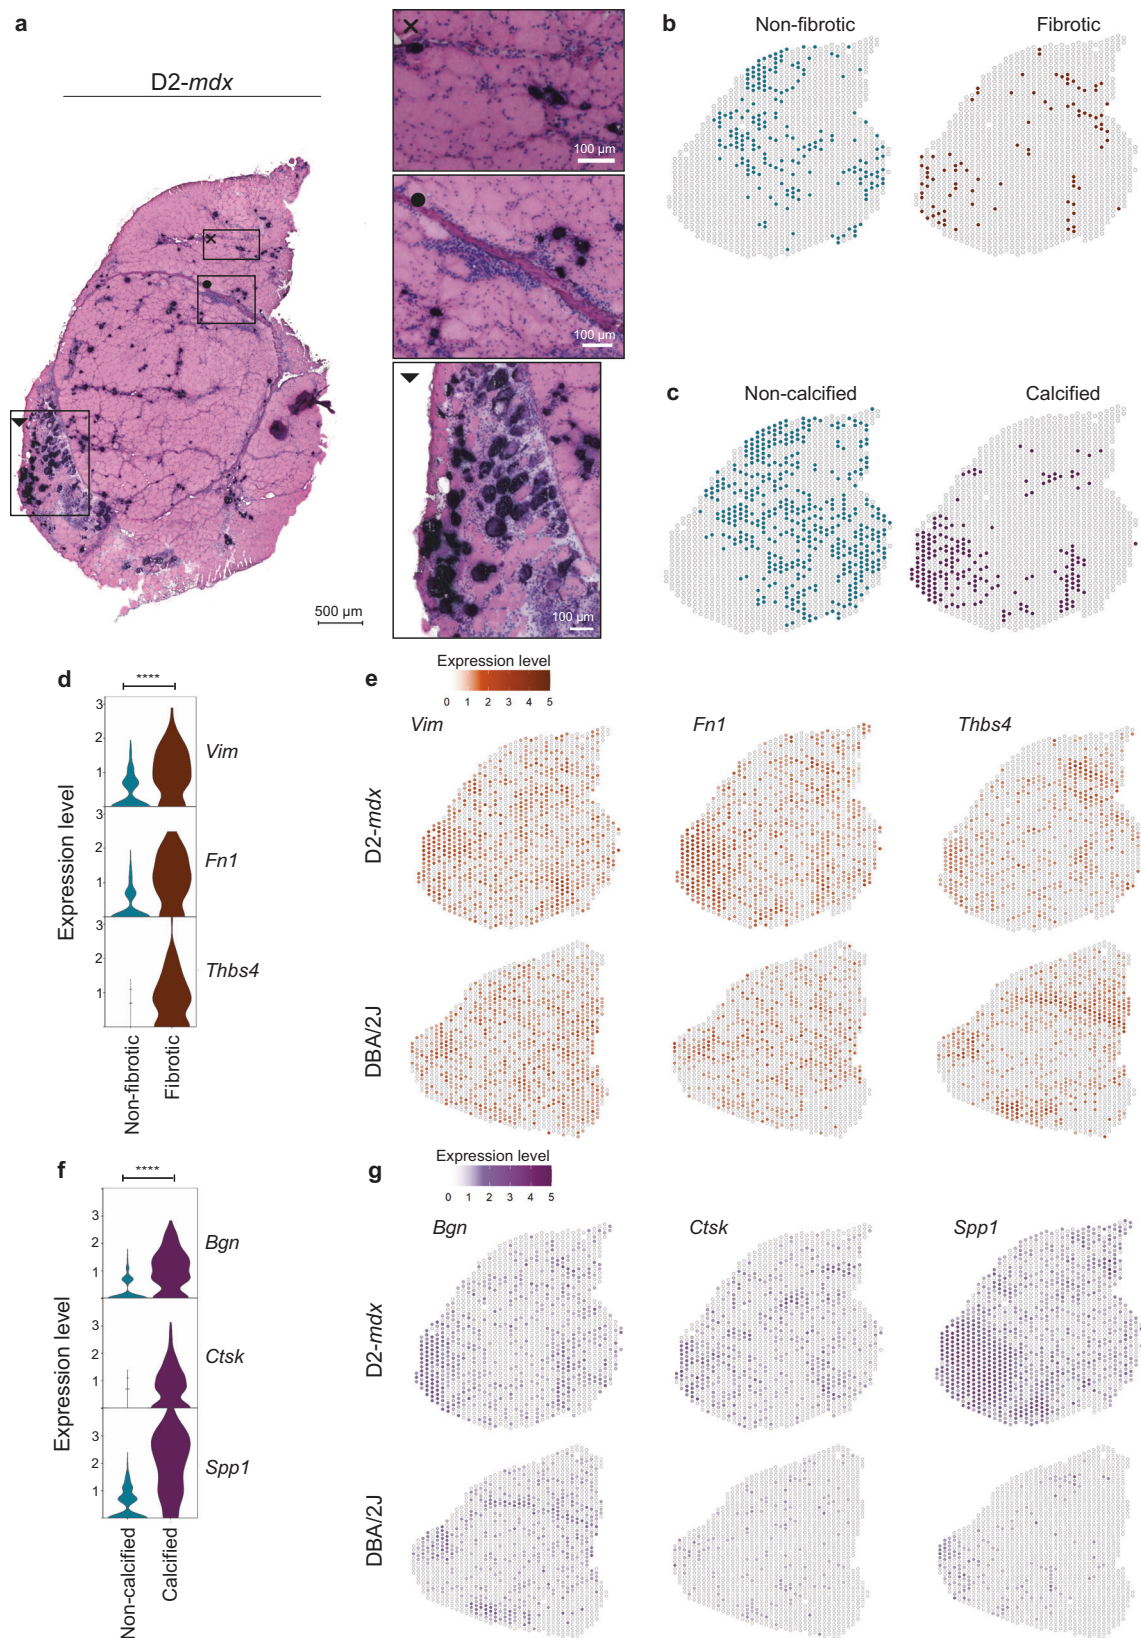 a
D2-mdx
500 µm
100 µm
100 µm
100 µm
b
Non-fibrotic
Fibrotic
c
Non-calcified
Calcified
d
****
Expression level
3
2
1
Vim
3
2
1
Fn1
3
2
1
Thbs4
Non-fibrotic
Fibrotic
e
Expression level
0 1 2 3 4 5
Vim
Fn1
Thbs4
D2-mdx
DBA/2J
f
****
Expression level
3
2
1
Bgn
3
2
1
Ctsk
3
2
1
Spp1
Non-calcified
Calcified
g
Expression level
0 1 2 3 4 5
Bgn
Ctsk
Spp1
D2-mdx
DBA/2J